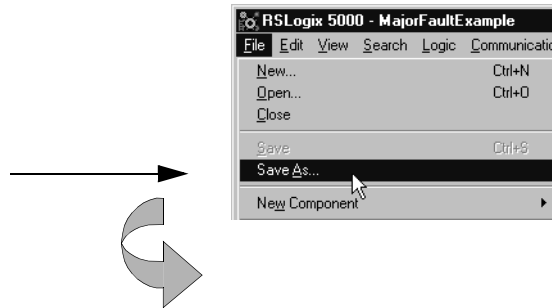 RSLogix 5000 - MajorFaultExample
File Edit View Search Logic
New... Ctrl+N
Open... Ctrl+O
Close
Save Ctrl+S
Save As...
New Component